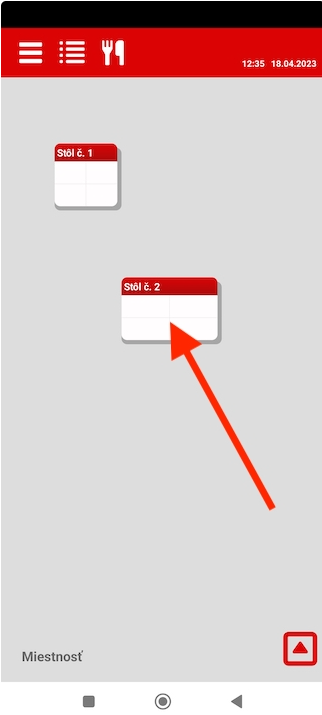 12:35 18.04.2023
Stôl č. 1
Stôl č. 2
Miestnosť